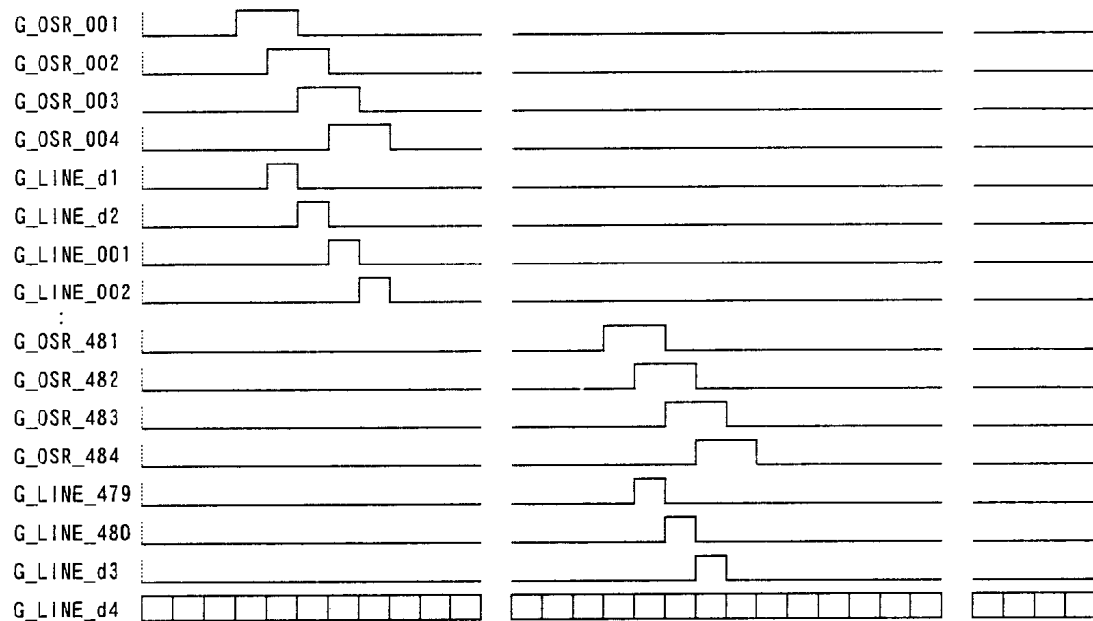 G_OSR_001
G_OSR_002
G_OSR_003
G_OSR_004
G_LINE_d1
G_LINE_d2
G_LINE_001
G_LINE_002
⋮
G_OSR_481
G_OSR_482
G_OSR_483
G_OSR_484
G_LINE_479
G_LINE_480
G_LINE_d3
G_LINE_d4